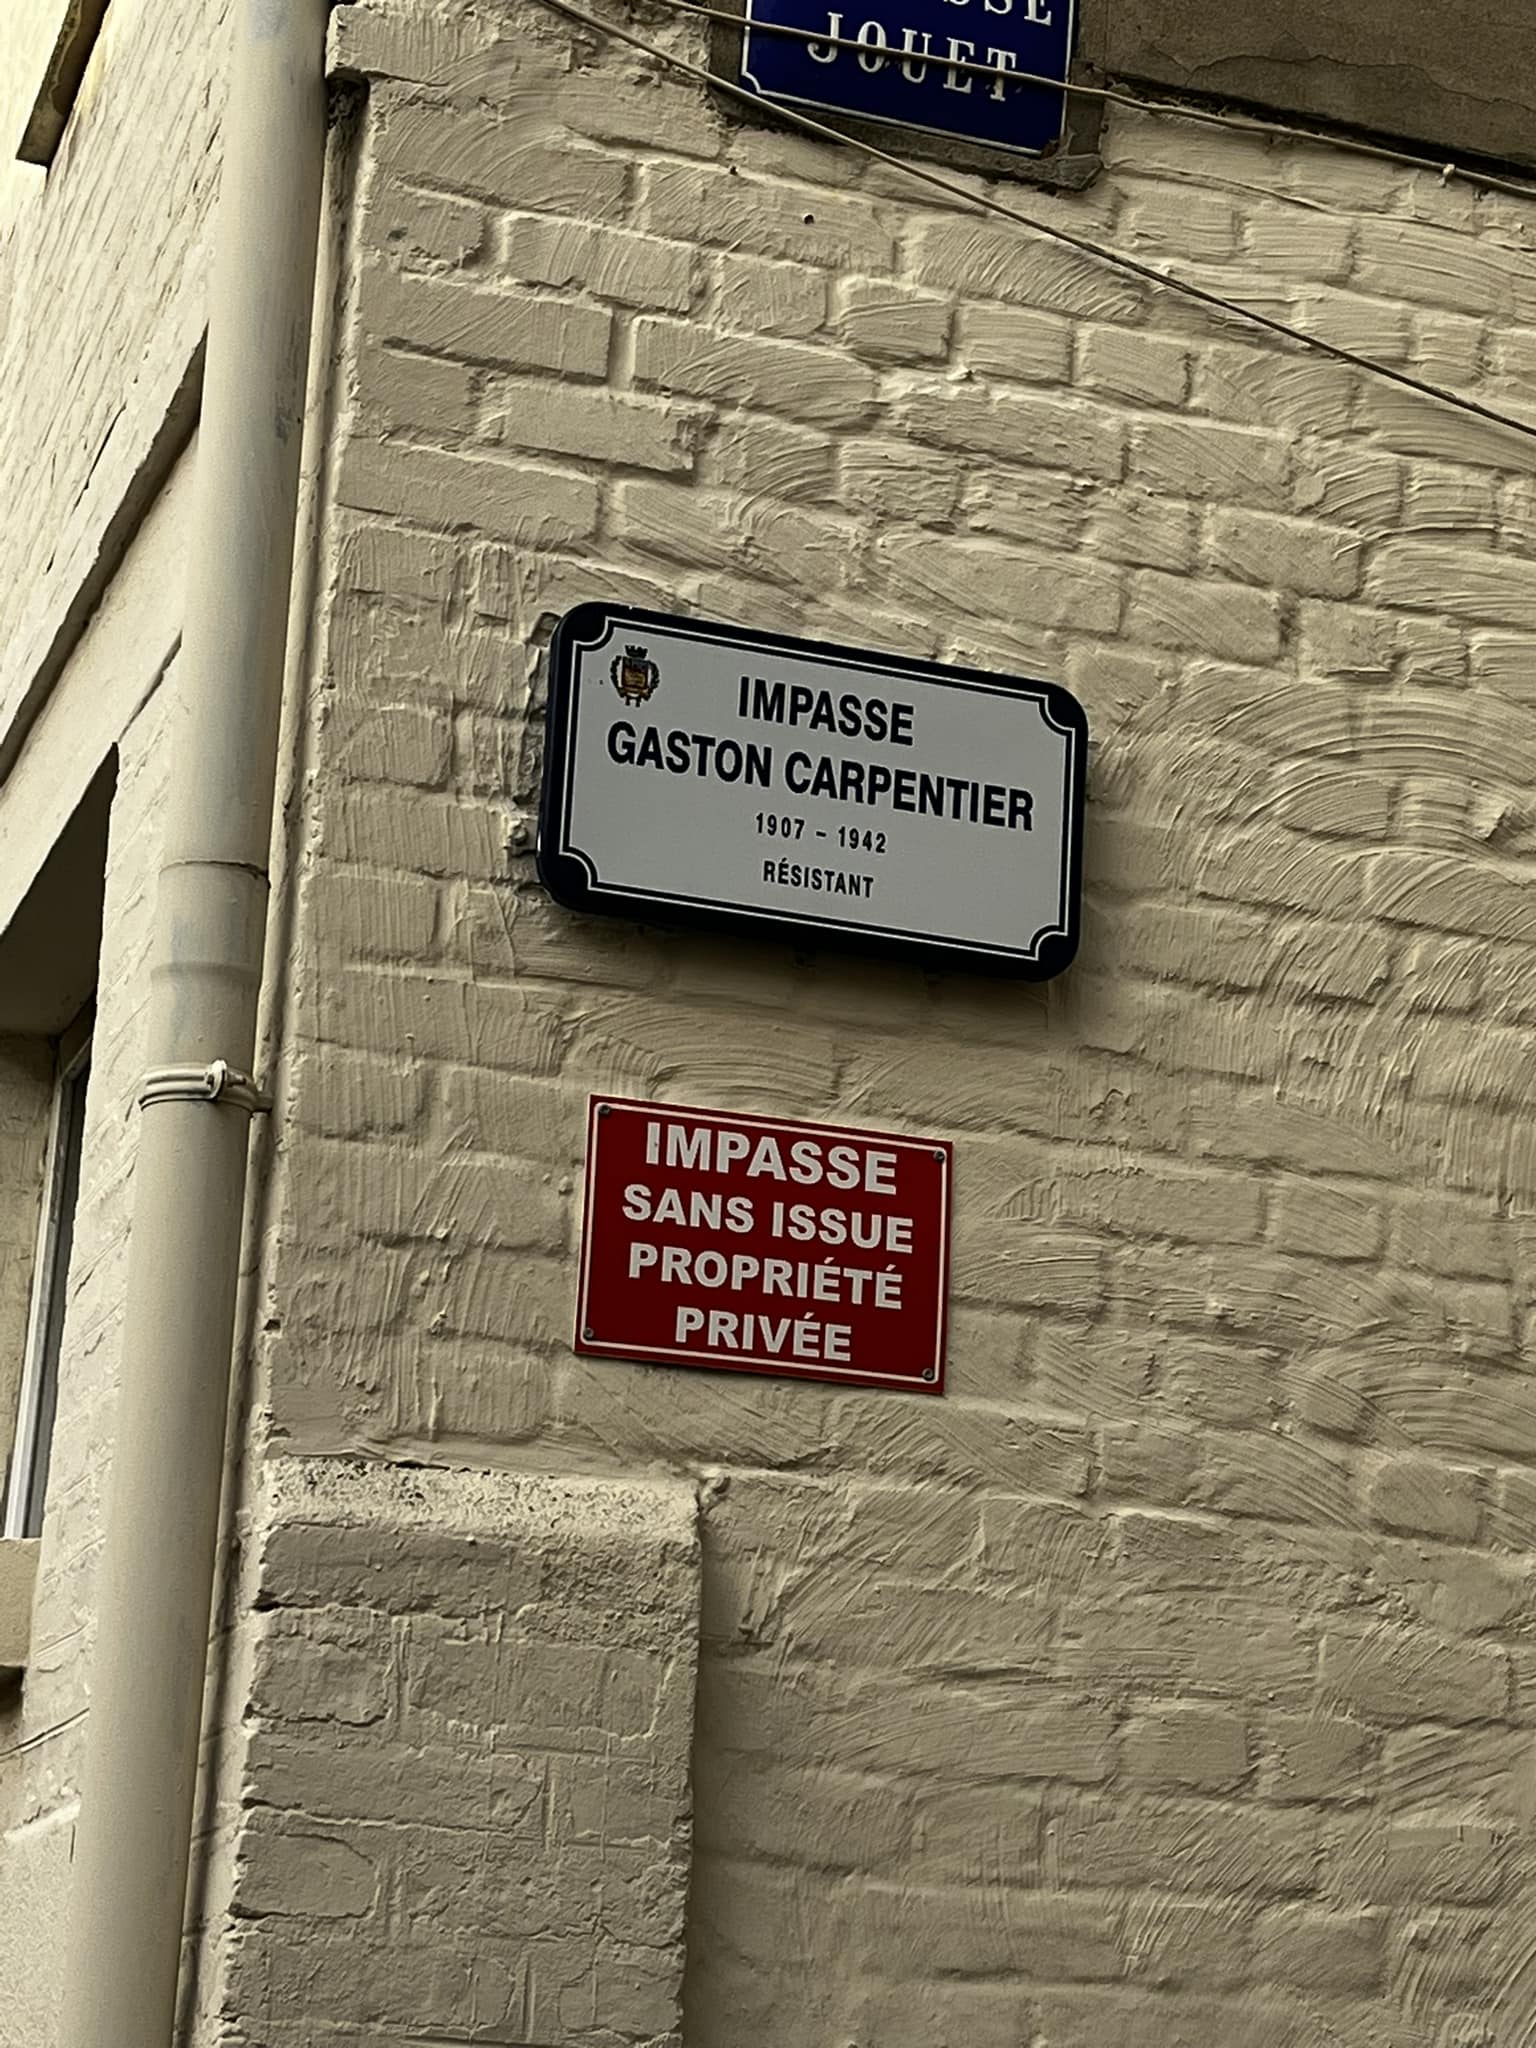 JOUET
IMPASSE
GASTON CARPENTIER
1907 - 1942
RÉSISTANT
IMPASSE
SANS ISSUE
PROPRIÉTÉ
PRIVÉE